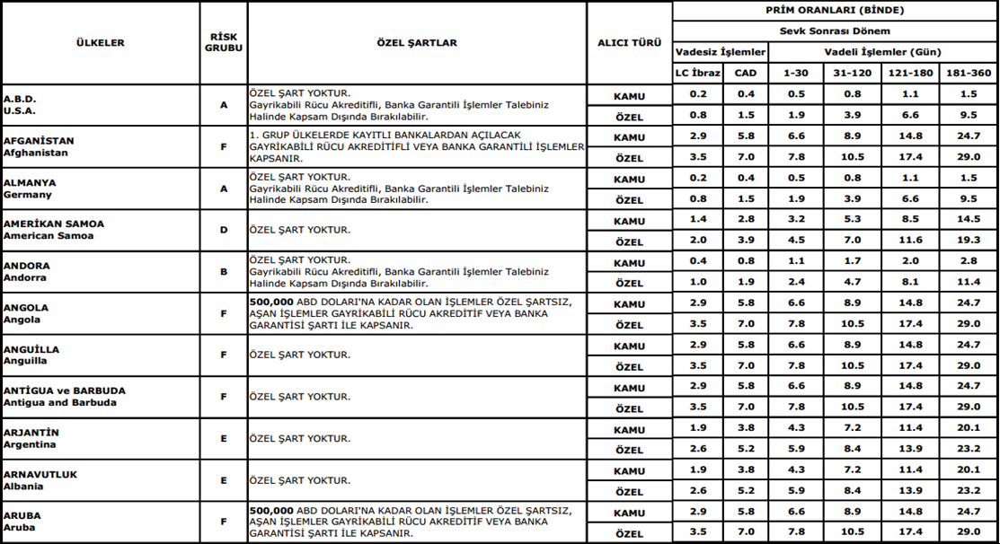 ÜLKELER RİSK GRUBU ÖZEL ŞARTLAR ALICI TÜRÜ PRİM ORANLARI (BİNDE)
Sevk Sonrası Dönem
Vadesiz İşlemler Vadeli İşlemler (Gün)
LC İbraz CAD 1-30 31-120 121-180 181-360
A.B.D.
U.S.A.
A
ÖZEL ŞART YOKTUR.
Gayrikabili Rücu Akreditifli, Banka Garantili İşlemler Talebiniz
Halinde Kapsam Dışında Bırakılabilir.
KAMU 0.2 0.4 0.5 0.8 1.1 1.5
ÖZEL 0.8 1.5 1.9 3.9 6.6 9.5
AFGANİSTAN
Afghanistan
F
1. GRUP ÜLKELERDE KAYITLI BANKALARDAN AÇILACAK
GAYRİKABİLİ RÜCU AKREDİTİFLİ VEYA BANKA GARANTİLİ İŞLEMLER
KAPSANIR.
KAMU 2.9 5.8 6.6 8.9 14.8 24.7
ÖZEL 3.5 7.0 7.8 10.5 17.4 29.0
ALMANYA
Germany
A
ÖZEL ŞART YOKTUR.
Gayrikabili Rücu Akreditifli, Banka Garantili İşlemler Talebiniz
Halinde Kapsam Dışında Bırakılabilir.
KAMU 0.2 0.4 0.5 0.8 1.1 1.5
ÖZEL 0.8 1.5 1.9 3.9 6.6 9.5
AMERİKAN SAMOA
American Samoa
D
ÖZEL ŞART YOKTUR.
KAMU 1.4 2.8 3.2 5.3 8.5 14.5
ÖZEL 2.0 3.9 4.5 7.0 11.6 19.3
ANDORA
Andorra
B
ÖZEL ŞART YOKTUR.
Gayrikabili Rücu Akreditifli, Banka Garantili İşlemler Talebiniz
Halinde Kapsam Dışında Bırakılabilir.
KAMU 0.4 0.8 1.1 1.7 2.0 2.8
ÖZEL 1.0 1.9 2.4 4.7 8.1 11.4
ANGOLA
Angola
F
500,000 ABD DOLARI'NA KADAR OLAN İŞLEMLER ÖZEL ŞARTSIZ,
AŞAN İŞLEMLER GAYRİKABİLİ RÜCU AKREDİTİF VEYA BANKA
GARANTİSİ ŞARTI İLE KAPSANIR.
KAMU 2.9 5.8 6.6 8.9 14.8 24.7
ÖZEL 3.5 7.0 7.8 10.5 17.4 29.0
ANGUİLLA
Anguilla
F
ÖZEL ŞART YOKTUR.
KAMU 2.9 5.8 6.6 8.9 14.8 24.7
ÖZEL 3.5 7.0 7.8 10.5 17.4 29.0
ANTİGUA ve BARBUDA
Antigua and Barbuda
F
ÖZEL ŞART YOKTUR.
KAMU 2.9 5.8 6.6 8.9 14.8 24.7
ÖZEL 3.5 7.0 7.8 10.5 17.4 29.0
ARJANTİN
Argentina
E
ÖZEL ŞART YOKTUR.
KAMU 1.9 3.8 4.3 7.2 11.4 20.1
ÖZEL 2.6 5.2 5.9 8.4 13.9 23.2
ARNAVUTLUK
Albania
E
ÖZEL ŞART YOKTUR.
KAMU 1.9 3.8 4.3 7.2 11.4 20.1
ÖZEL 2.6 5.2 5.9 8.4 13.9 23.2
ARUBA
Aruba
F
500,000 ABD DOLARI'NA KADAR OLAN İŞLEMLER ÖZEL ŞARTSIZ,
AŞAN İŞLEMLER GAYRİKABİLİ RÜCU AKREDİTİF VEYA BANKA
GARANTİSİ ŞARTI İLE KAPSANIR.
KAMU 2.9 5.8 6.6 8.9 14.8 24.7
ÖZEL 3.5 7.0 7.8 10.5 17.4 29.0